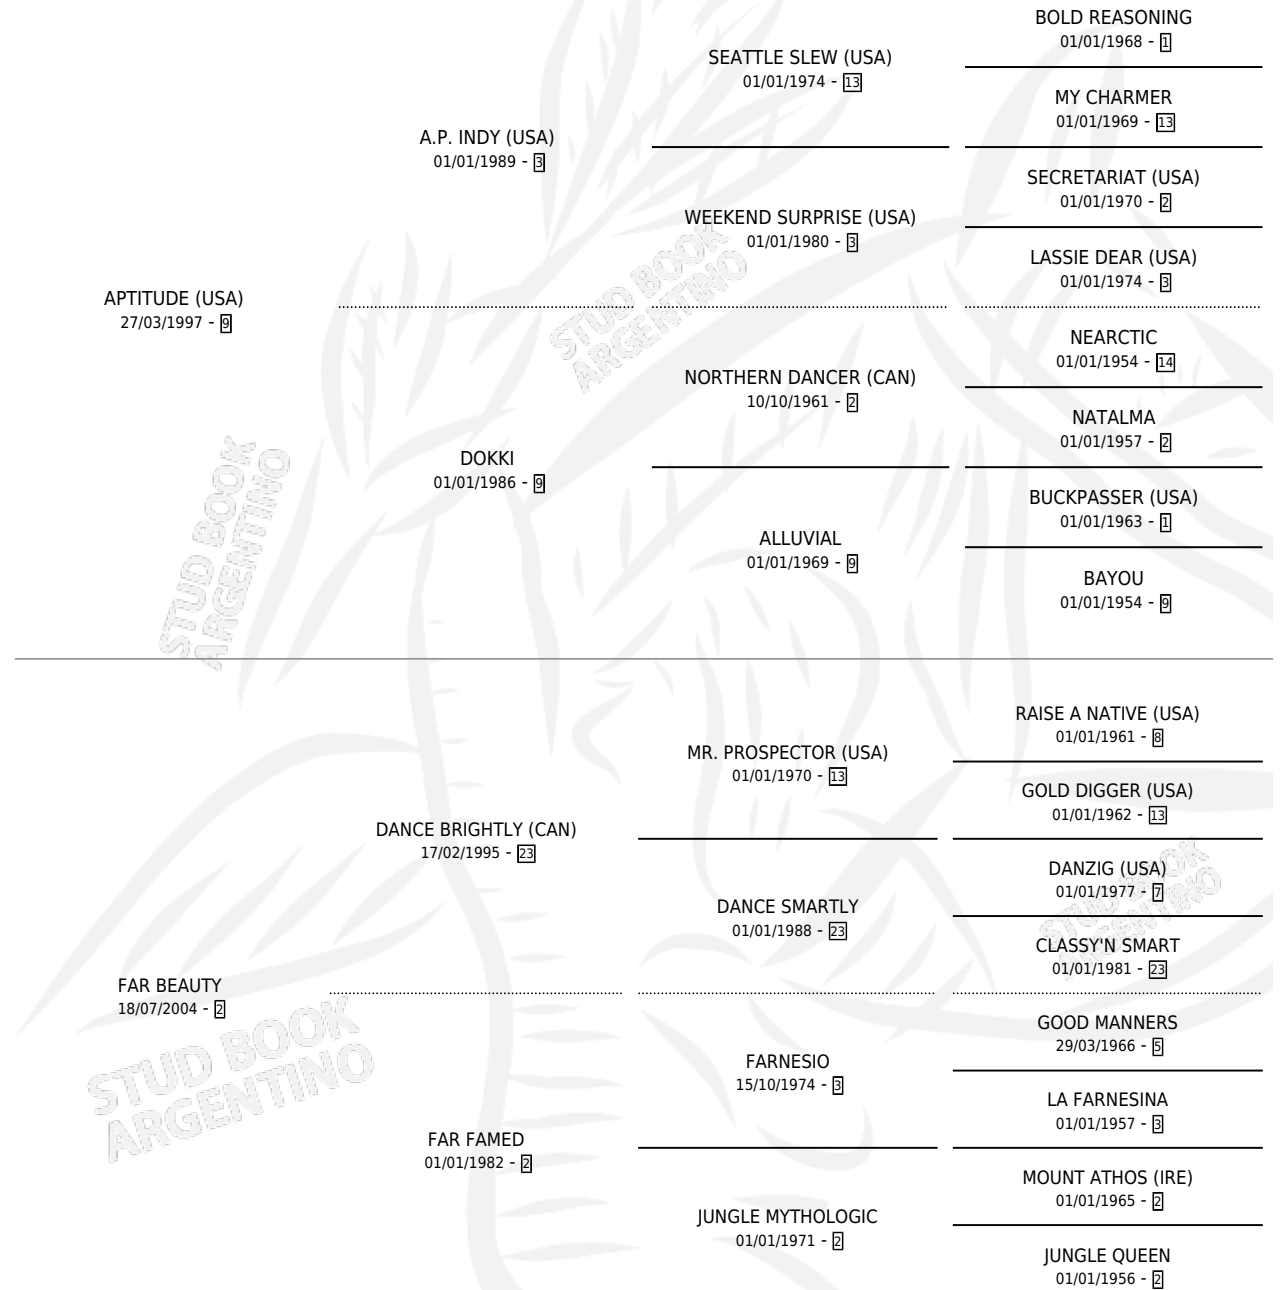 BOLD REASONING
01/01/1968 - 1
SEATTLE SLEW (USA)
01/01/1974 - 13
MY CHARMER
01/01/1969 - 13
A.P. INDY (USA)
01/01/1989 - 3
SECRETARIAT (USA)
01/01/1970 - 2
WEEKEND SURPRISE (USA)
01/01/1980 - 3
LASSIE DEAR (USA)
01/01/1974 - 3
APTITUDE (USA)
27/03/1997 - 9
NEARCTIC
01/01/1954 - 14
NORTHERN DANCER (CAN)
10/10/1961 - 2
NATALMA
01/01/1957 - 2
DOKKI
01/01/1986 - 9
BUCKPASSER (USA)
01/01/1963 - 1
ALLUVIAL
01/01/1969 - 9
BAYOU
01/01/1954 - 9
RAISE A NATIVE (USA)
01/01/1961 - 8
MR. PROSPECTOR (USA)
01/01/1970 - 13
GOLD DIGGER (USA)
01/01/1962 - 13
DANCE BRIGHTLY (CAN)
17/02/1995 - 23
DANZIG (USA)
01/01/1977 - 7
DANCE SMARTLY
01/01/1988 - 23
CLASSY'N SMART
01/01/1981 - 23
FAR BEAUTY
18/07/2004 - 2
GOOD MANNERS
29/03/1966 - 5
FARNESIO
15/10/1974 - 3
LA FARNESINA
01/01/1957 - 3
FAR FAMED
01/01/1982 - 2
MOUNT ATHOS (IRE)
01/01/1965 - 2
JUNGLE MYTHOLOGIC
01/01/1971 - 2
JUNGLE QUEEN
01/01/1956 - 2
STUD BOOK
ARGENTINO
STUD BOOK
ARGENTINO
STUD BOOK
ARGENTINO
STUD BOOK
ARGENTINO